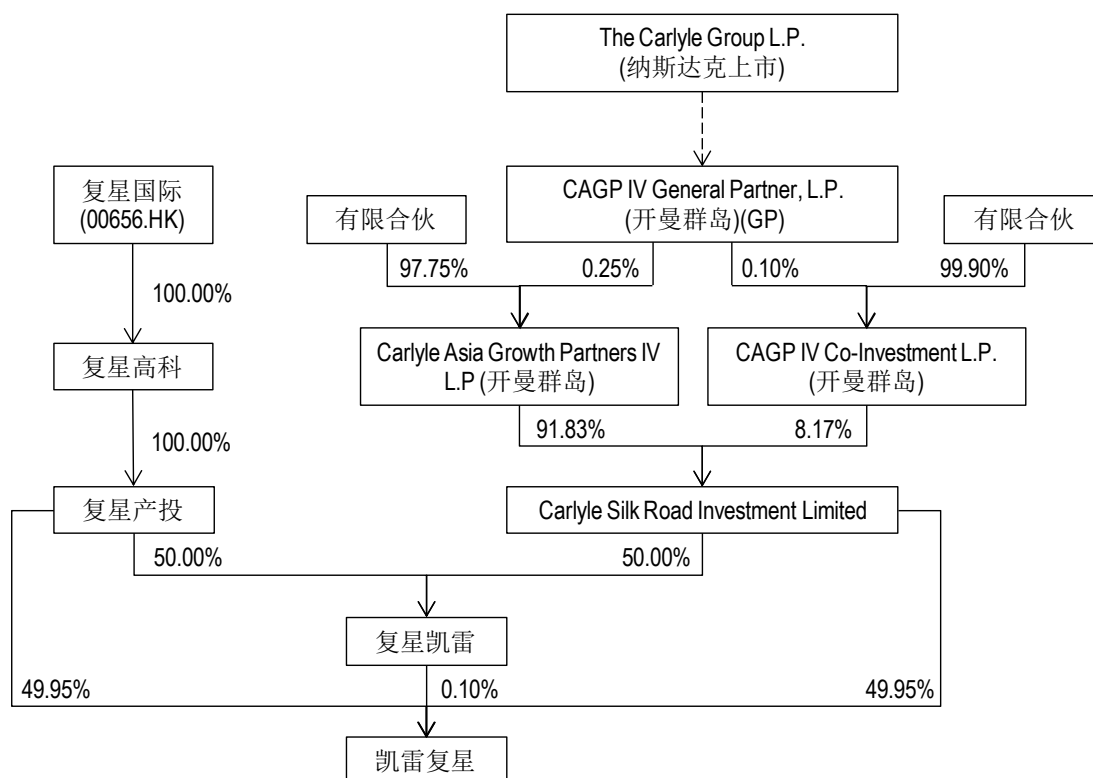 The Carlyle Group L.P.
(纳斯达克上市)
复星国际
(00656.HK)
有限合伙
CAGP IV General Partner, L.P.
(开曼群岛)(GP)
有限合伙
97.75%
0.25%
0.10%
99.90%
100.00%
复星高科
Carlyle Asia Growth Partners IV
L.P (开曼群岛)
CAGP IV Co-Investment L.P.
(开曼群岛)
100.00%
91.83%
8.17%
复星产投
Carlyle Silk Road Investment Limited
50.00%
50.00%
复星凯雷
49.95%
0.10%
49.95%
凯雷复星